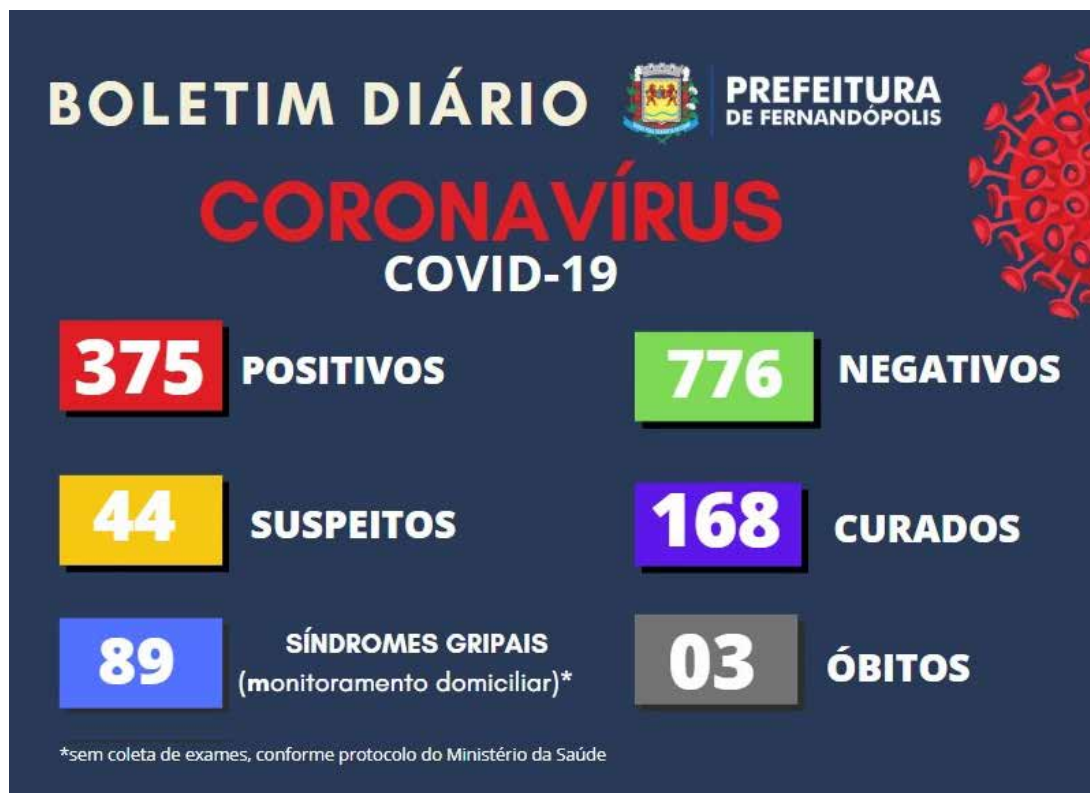 BOLETIM DIÁRIO
PREFEITURA
DE FERNANDÓPOLIS
CORONAVÍRUS
COVID-19
375 POSITIVOS
776 NEGATIVOS
44 SUSPEITOS
168 CURADOS
89 SÍNDROMES GRIPAIS
(monitoramento domiciliar)*
03 ÓBITOS
*sem coleta de exames, conforme protocolo do Ministério da Saúde